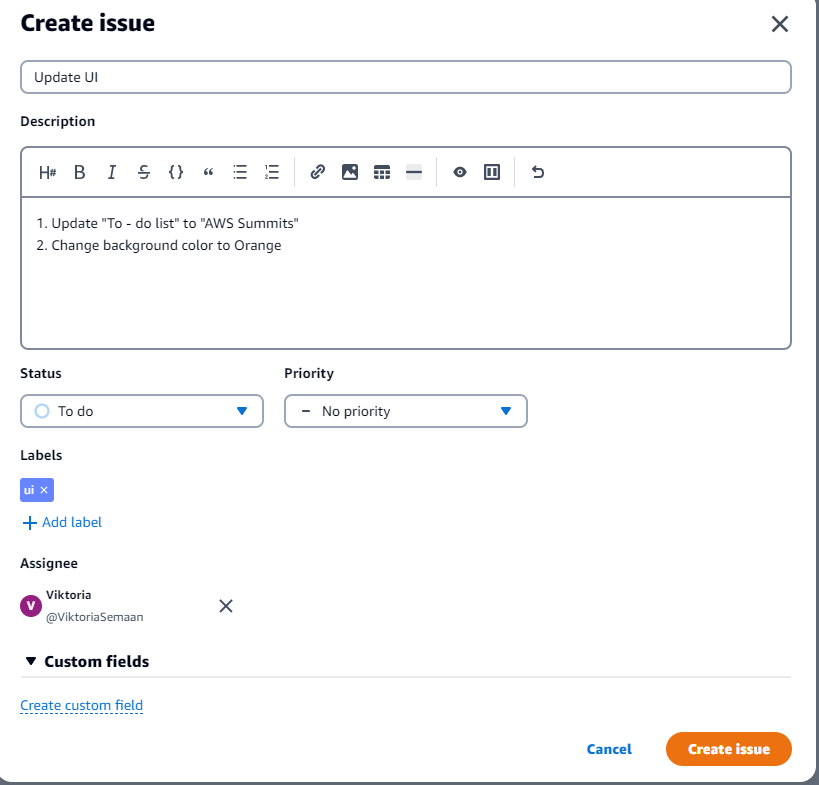 Create issue
Update UI
Description
H# B I S {} “
1. Update "To - do list" to "AWS Summits"
2. Change background color to Orange
Status Priority
To do – No priority
Labels
ui ×
+ Add label
Assignee
V Viktoria
@ViktoriaSemaan
Custom fields
Create custom field
Cancel Create issue